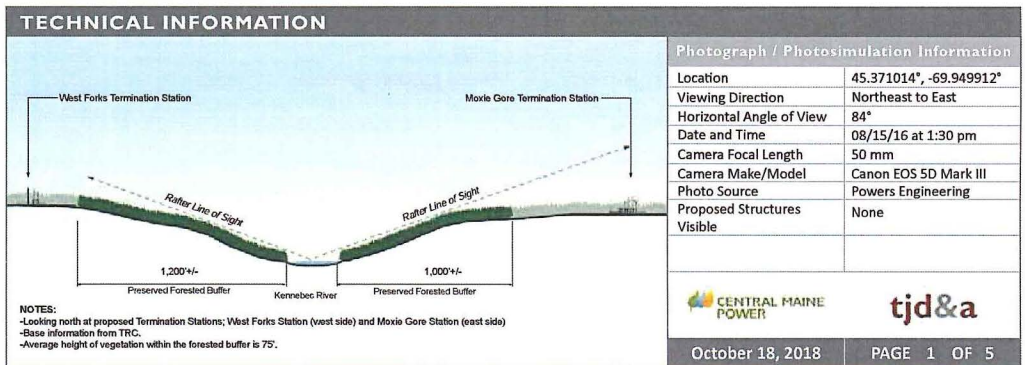 TECHNICAL INFORMATION
West Forks Termination Station
Moxie Gore Termination Station
Rafter Line of Sight
Rafter Line of Sight
1,200'+/-
Preserved Forested Buffer
Kennebec River
1,000'+/-
Preserved Forested Buffer
NOTES:
-Looking north at proposed Termination Stations; West Forks Station (west side) and Moxie Gore Station (east side)
-Base information from TRC.
-Average height of vegetation within the forested buffer is 75'.
Photograph / Photosimulation Information
Location 45.371014°, -69.949912°
Viewing Direction Northeast to East
Horizontal Angle of View 84°
Date and Time 08/15/16 at 1:30 pm
Camera Focal Length 50 mm
Camera Make/Model Canon EOS 5D Mark III
Photo Source Powers Engineering
Proposed Structures None
Visible
CENTRAL MAINE
POWER
tjd&a
October 18, 2018 PAGE 1 OF 5